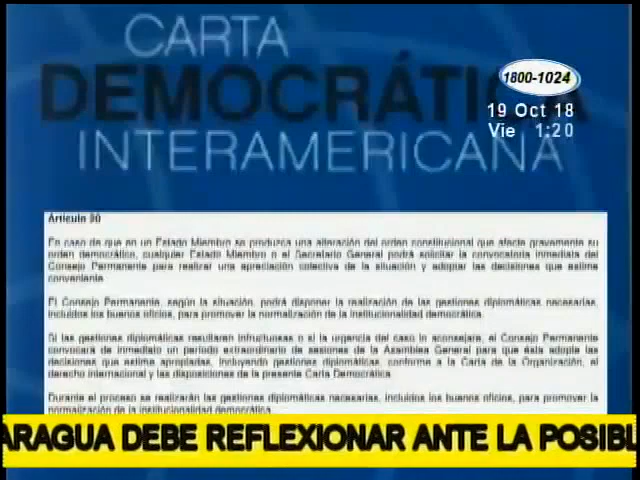 CARTA
DEMOCRÁTICA
INTERAMERICANA
1800-1024
19 Oct 18
Vie 1:20
Artículo 20
En caso de que en un Estado Miembro se produzca una alteración del orden constitucional que afecte gravemente su
orden democrático, cualquier Estado Miembro o el Secretario General podrá solicitar la convocatoria inmediata del
Consejo Permanente para realizar una apreciación colectiva de la situación y adoptar las decisiones que estime
conveniente.
El Consejo Permanente, según la situación, podrá disponer la realización de las gestiones diplomáticas necesarias,
incluidos los buenos oficios, para promover la normalización de la institucionalidad democrática.
Si las gestiones diplomáticas resultaren infructuosas o si la urgencia del caso lo aconsejare, el Consejo Permanente
convocará de inmediato un período extraordinario de sesiones de la Asamblea General para que ésta adopte las
decisiones que estime apropiadas, incluyendo gestiones diplomáticas, conforme a la Carta de la Organización, el
derecho internacional y las disposiciones de la presente Carta Democrática.
Durante el proceso se realizarán las gestiones diplomáticas necesarias, incluidos los buenos oficios, para promover la
normalización de la institucionalidad democrática.
ARAGUA DEBE REFLEXIONAR ANTE LA POSIBL